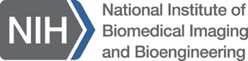 NIH
National Institute of
Biomedical Imaging
and Bioengineering